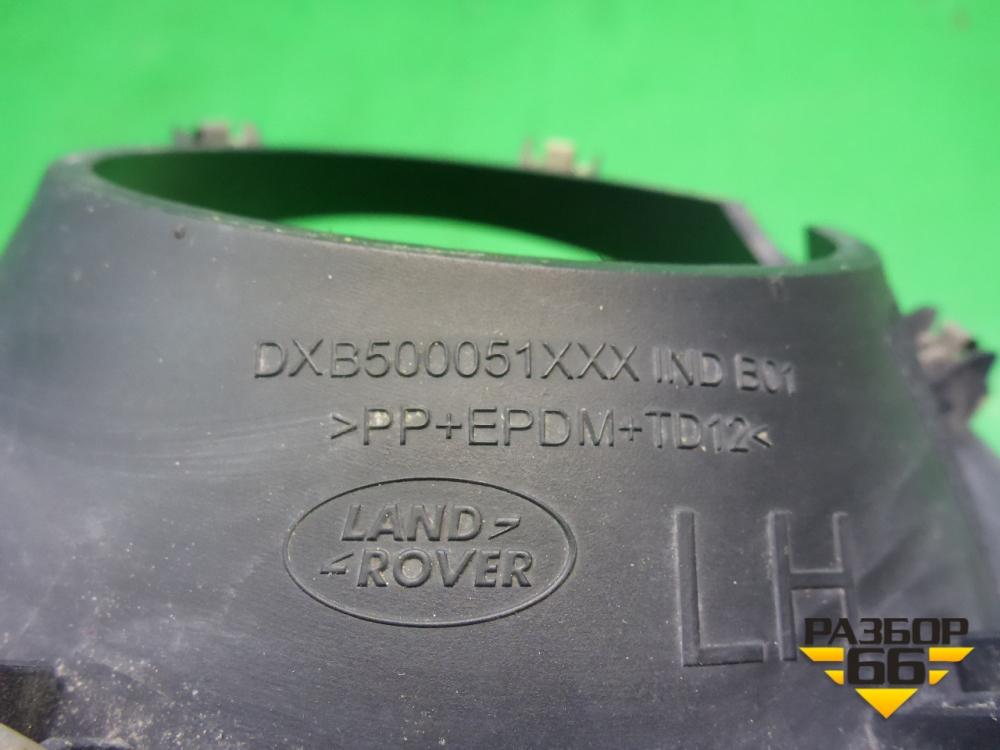 DXB500051XXX IND B01
>PP+EPDM+TD12<
LAND
ROVER
LH
РАЗБОР
66